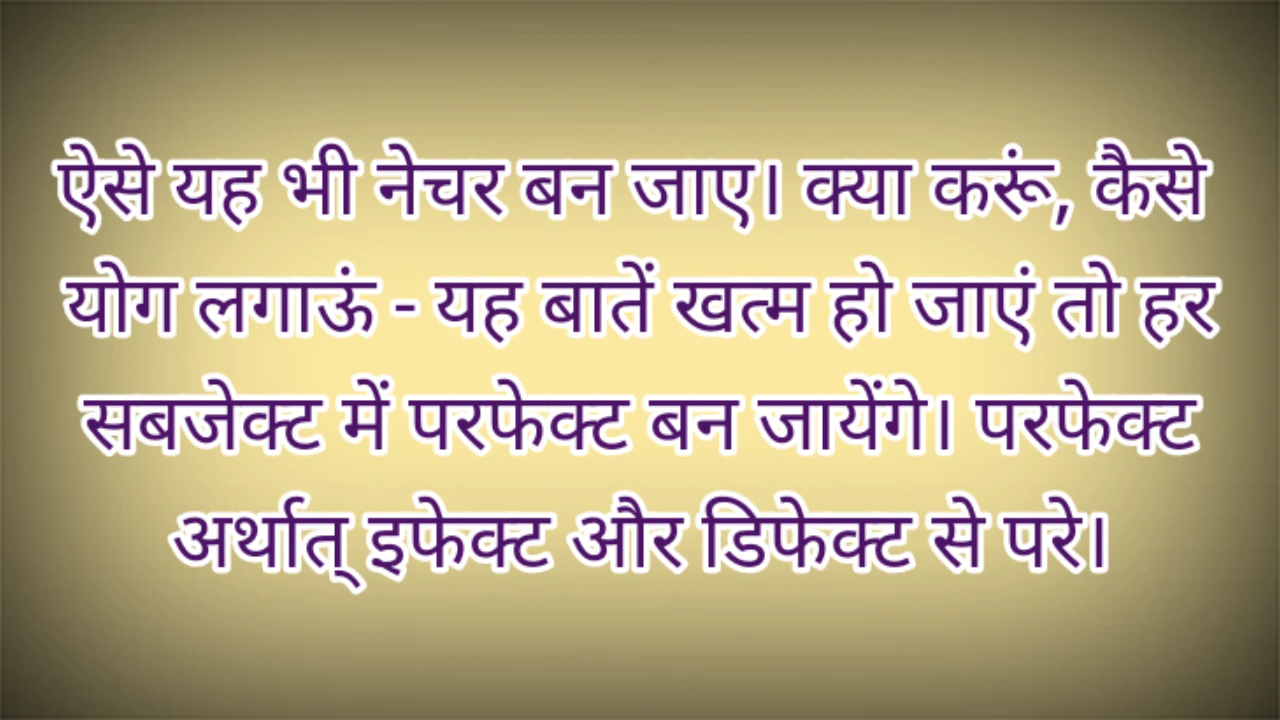 ऐसे यह भी नेचर बन जाए। क्या करूं, कैसे
योग लगाऊं - यह बातें खत्म हो जाएं तो हर
सबजेक्ट में परफेक्ट बन जायेंगे। परफेक्ट
अर्थात् इफेक्ट और डिफेक्ट से परे।